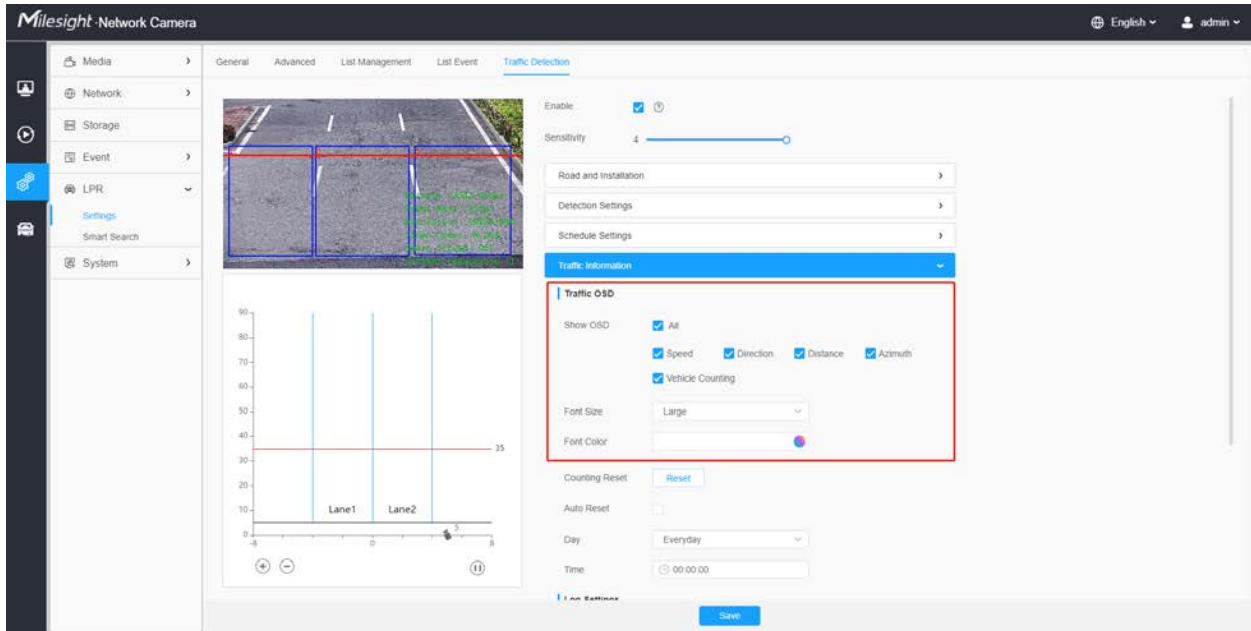 Milesight-Network Camera
English
admin
Media
Network
Storage
Event
LPR
Settings
Smart Search
System
General Advanced List Management List Event Traffic Detection
Enable
Sensitivity 4
Road and Installation
Detection Settings
Schedule Settings
Traffic Information
Traffic OSD
Show OSD All
Speed Direction Distance Azimuth
Vehicle Counting
Font Size Large
Font Color
Counting Reset Reset
Auto Reset
Day Everyday
Time 00:00:00
Log Settings
Save
90
80
70
60
50
40
35
30
20
10 Lane1 Lane2
5
0
-8 0 8